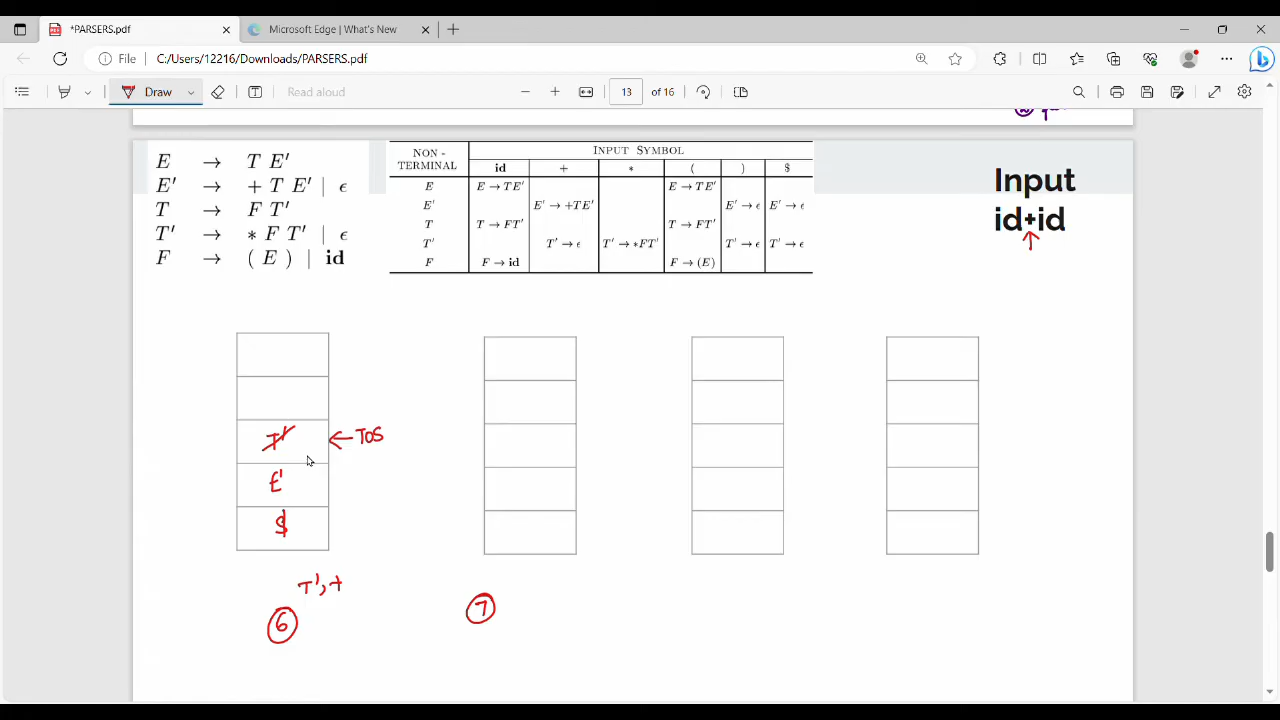 *PARSERS.pdf
Microsoft Edge | What's New
File C:/Users/12216/Downloads/PARSERS.pdf
Draw Read aloud 13 of 16
E → T E′
E′ → + T E′ | ϵ
T → F T′
T′ → * F T′ | ϵ
F → ( E ) | id
NON - TERMINAL INPUT SYMBOL
id + * ( ) $
E E → TE′ E → TE′
E′ E′ → +TE′ E′ → ϵ E′ → ϵ
T T → FT′ T → FT′
T′ T′ → ϵ T′ → *FT′ T′ → ϵ T′ → ϵ
F F → id F → (E)
Input
id+id
T′ ← TOS
E′
$
T′, +
6
7